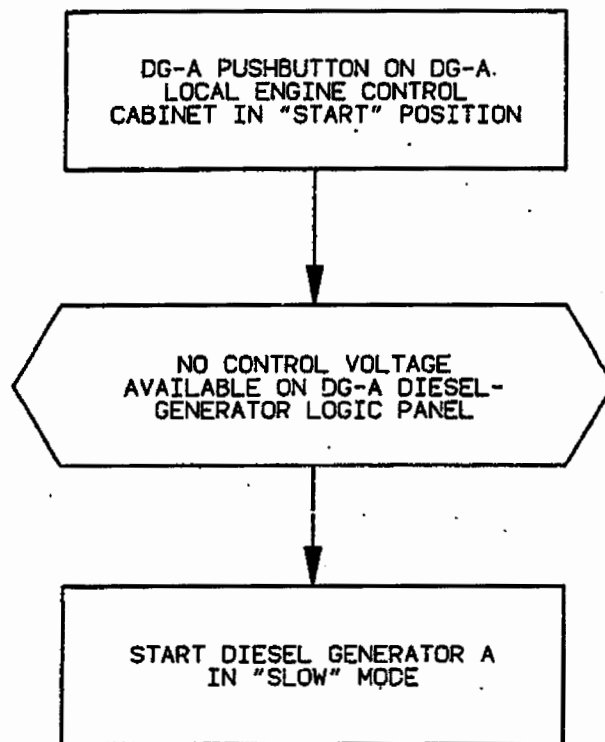 DG-A PUSHBUTTON ON DG-A
LOCAL ENGINE CONTROL
CABINET IN "START" POSITION
NO CONTROL VOLTAGE
AVAILABLE ON DG-A DIESEL-
GENERATOR LOGIC PANEL
START DIESEL GENERATOR A
IN "SLOW" MODE